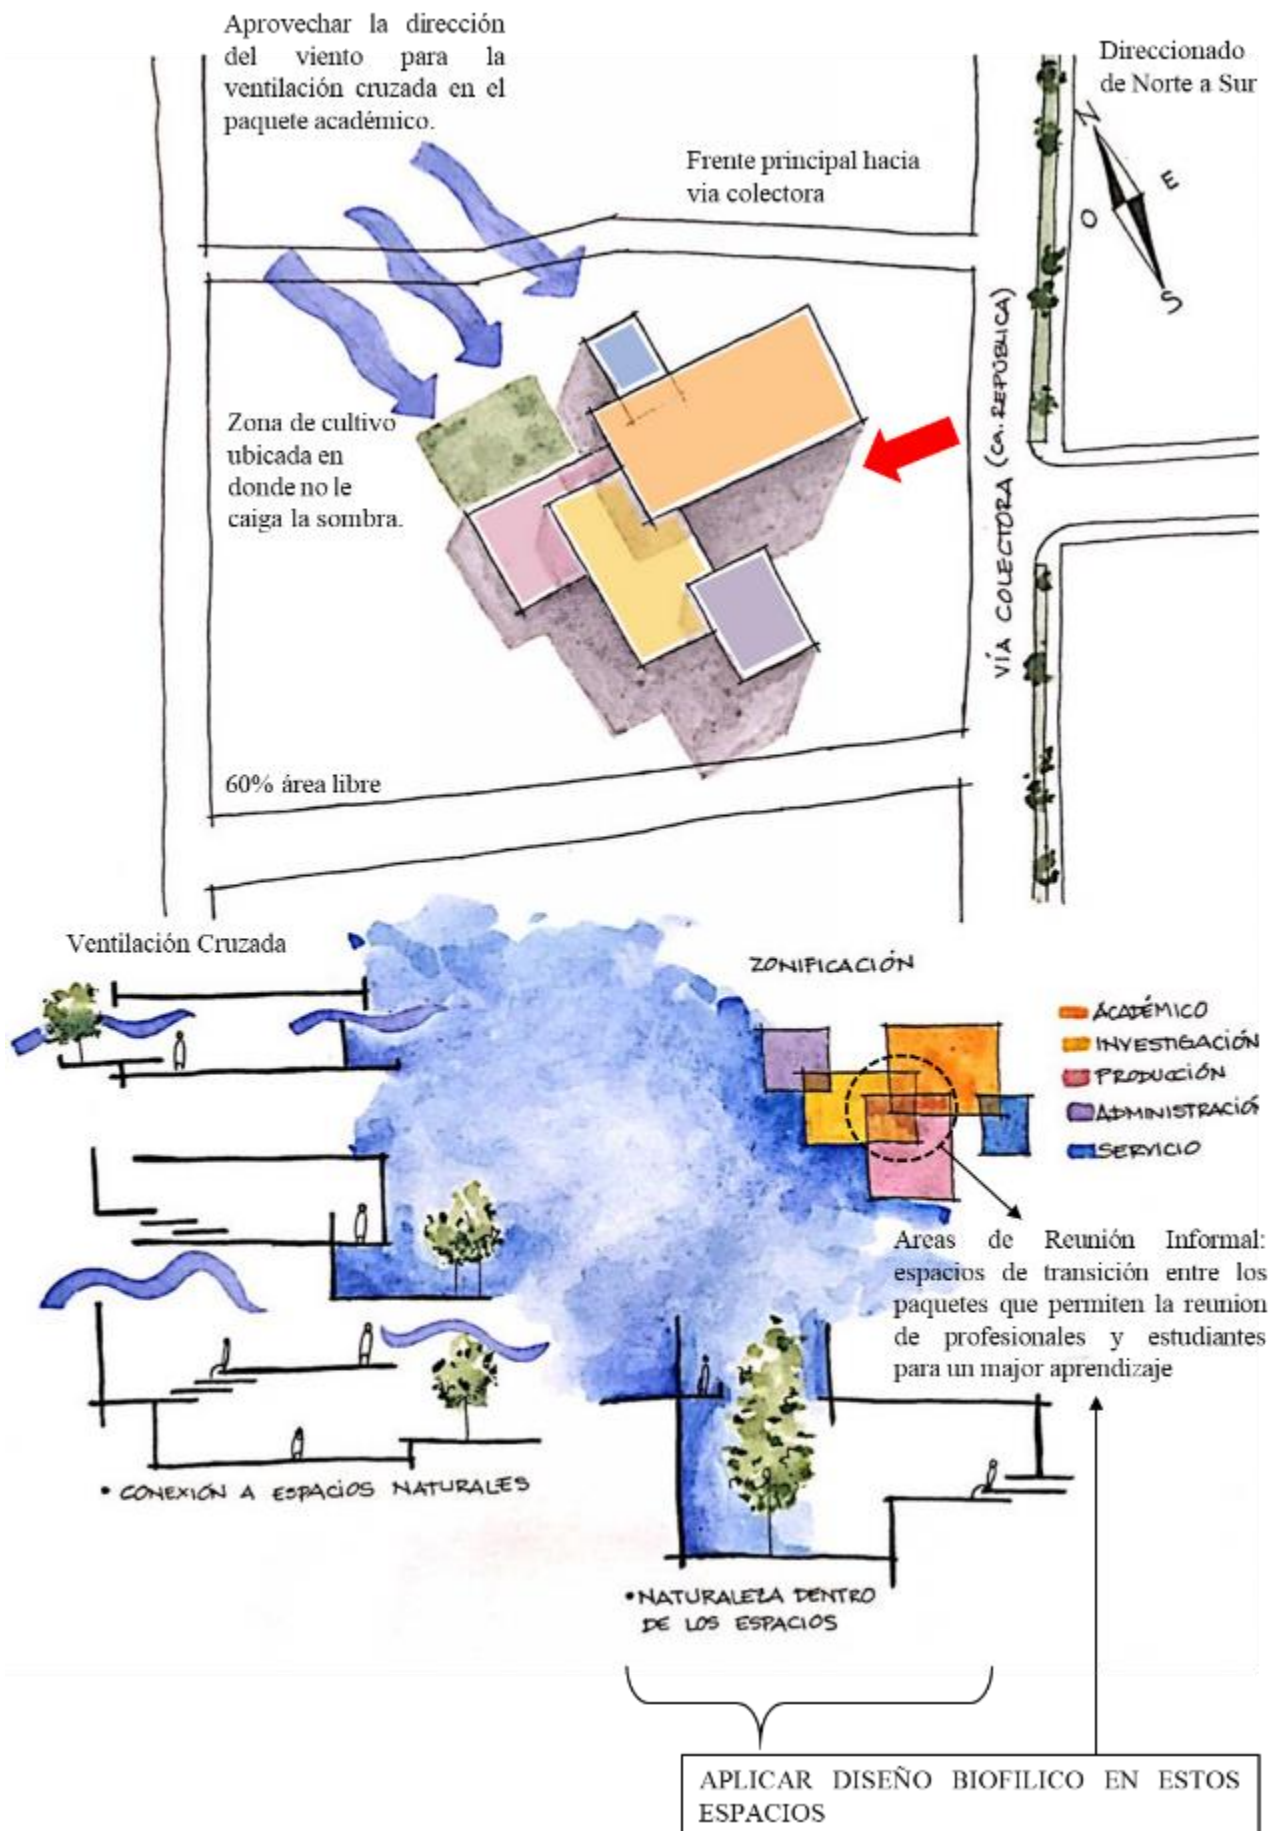 Aprovechar la dirección
del viento para la
ventilación cruzada en el
paquete académico.
Direccionado
de Norte a Sur
N
E
O
S
Frente principal hacia
via colectora
VÍA COLECTORA (CA. REPÚBLICA)
Zona de cultivo
ubicada en
donde no le
caiga la sombra.
60% área libre
Ventilación Cruzada
ZONIFICACIÓN
ACADÉMICO
INVESTIGACIÓN
PRODUCCIÓN
ADMINISTRACIÓN
SERVICIO
Areas de Reunión Informal:
espacios de transición entre los
paquetes que permiten la reunion
de profesionales y estudiantes
para un major aprendizaje
• CONEXIÓN A ESPACIOS NATURALES
• NATURALEZA DENTRO
DE LOS ESPACIOS
APLICAR DISEÑO BIOFILICO EN ESTOS
ESPACIOS